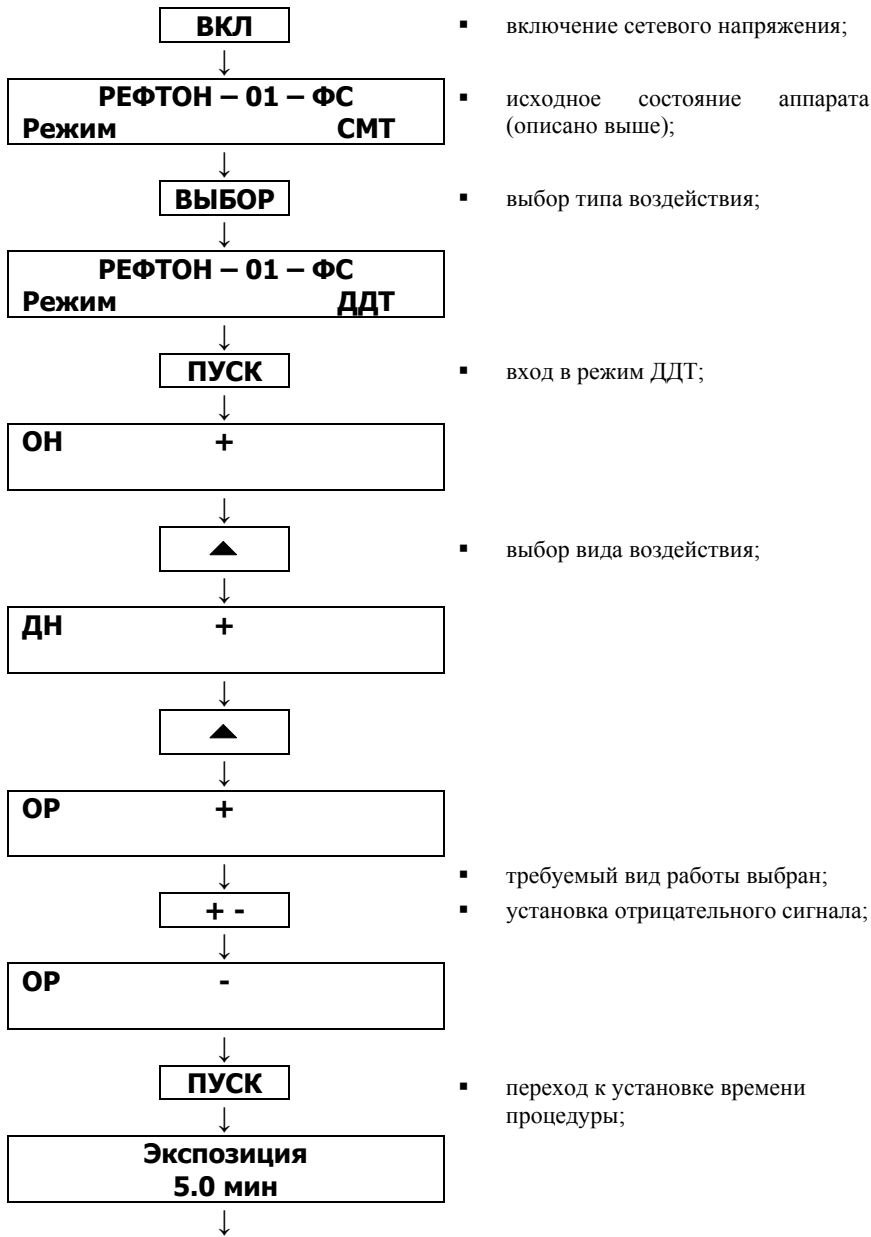 ВКЛ
▪ включение сетевого напряжения;
↓
РЕФТОН – 01 – ФС
Режим СМТ
▪ исходное состояние аппарата
(описано выше);
↓
ВЫБОР
▪ выбор типа воздействия;
↓
РЕФТОН – 01 – ФС
Режим ДДТ
↓
ПУСК
▪ вход в режим ДДТ;
↓
ОН +
↓
▲
▪ выбор вида воздействия;
↓
ДН +
↓
▲
↓
ОР +
↓
▪ требуемый вид работы выбран;
+ -
▪ установка отрицательного сигнала;
↓
ОР -
↓
ПУСК
▪ переход к установке времени
процедуры;
↓
Экспозиция
5.0 мин
↓